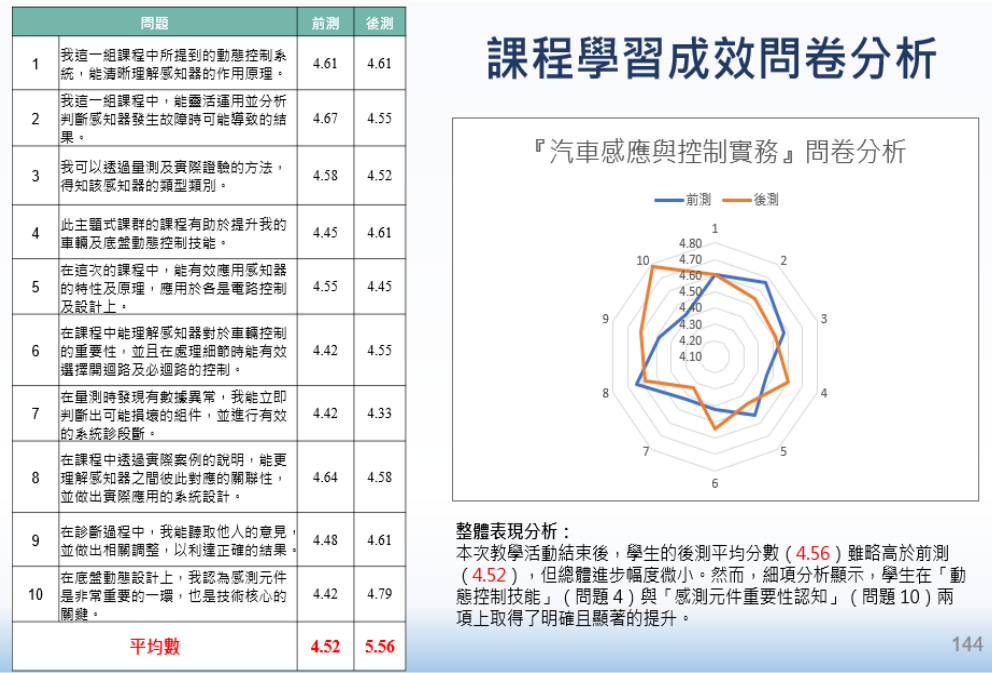 問題 前測 後測
1 我這一組課程中所提到的動態控制系
統，能清晰理解感知器的作用原理。 4.61 4.61
2 我這一組課程中，能靈活運用並分析
判斷感知器發生故障時可能導致的結
果。 4.67 4.55
3 我可以透過量測及實際證驗的方法，
得知該感知器的類型類別。 4.58 4.52
4 此主題式課群的課程有助於提升我的
車輛及底盤動態控制技能。 4.45 4.61
5 在這次的課程中，能有效應用感知器
的特性及原理，應用於各是電路控制
及設計上。 4.55 4.45
6 在課程中能理解感知器對於車輛控制
的重要性，並且在處理細節時能有效
選擇開迴路及必迴路的控制。 4.42 4.55
7 在量測時發現有數據異常，我能立即
判斷出可能損壞的組件，並進行有效
的系統診段斷。 4.42 4.33
8 在課程中透過實際案例的說明，能更
理解感知器之間彼此對應的關聯性，
並做出實際應用的系統設計。 4.64 4.58
9 在診斷過程中，我能聽取他人的意見，
並做出相關調整，以利達正確的結果。 4.48 4.61
10 在底盤動態設計上，我認為感測元件
是非常重要的一環，也是技術核心的
關鍵。 4.42 4.79
平均數 4.52 5.56
課程學習成效問卷分析
『汽車感應與控制實務』問卷分析
前測 後測
1
2
3
4
5
6
7
8
9
10
4.80
4.70
4.60
4.50
4.40
4.30
4.20
4.10
整體表現分析：
本次教學活動結束後，學生的後測平均分數（4.56）雖略高於前測
（4.52），但總體進步幅度微小。然而，細項分析顯示，學生在「動
態控制技能」（問題 4）與「感測元件重要性認知」（問題 10）兩
項上取得了明確且顯著的提升。
144